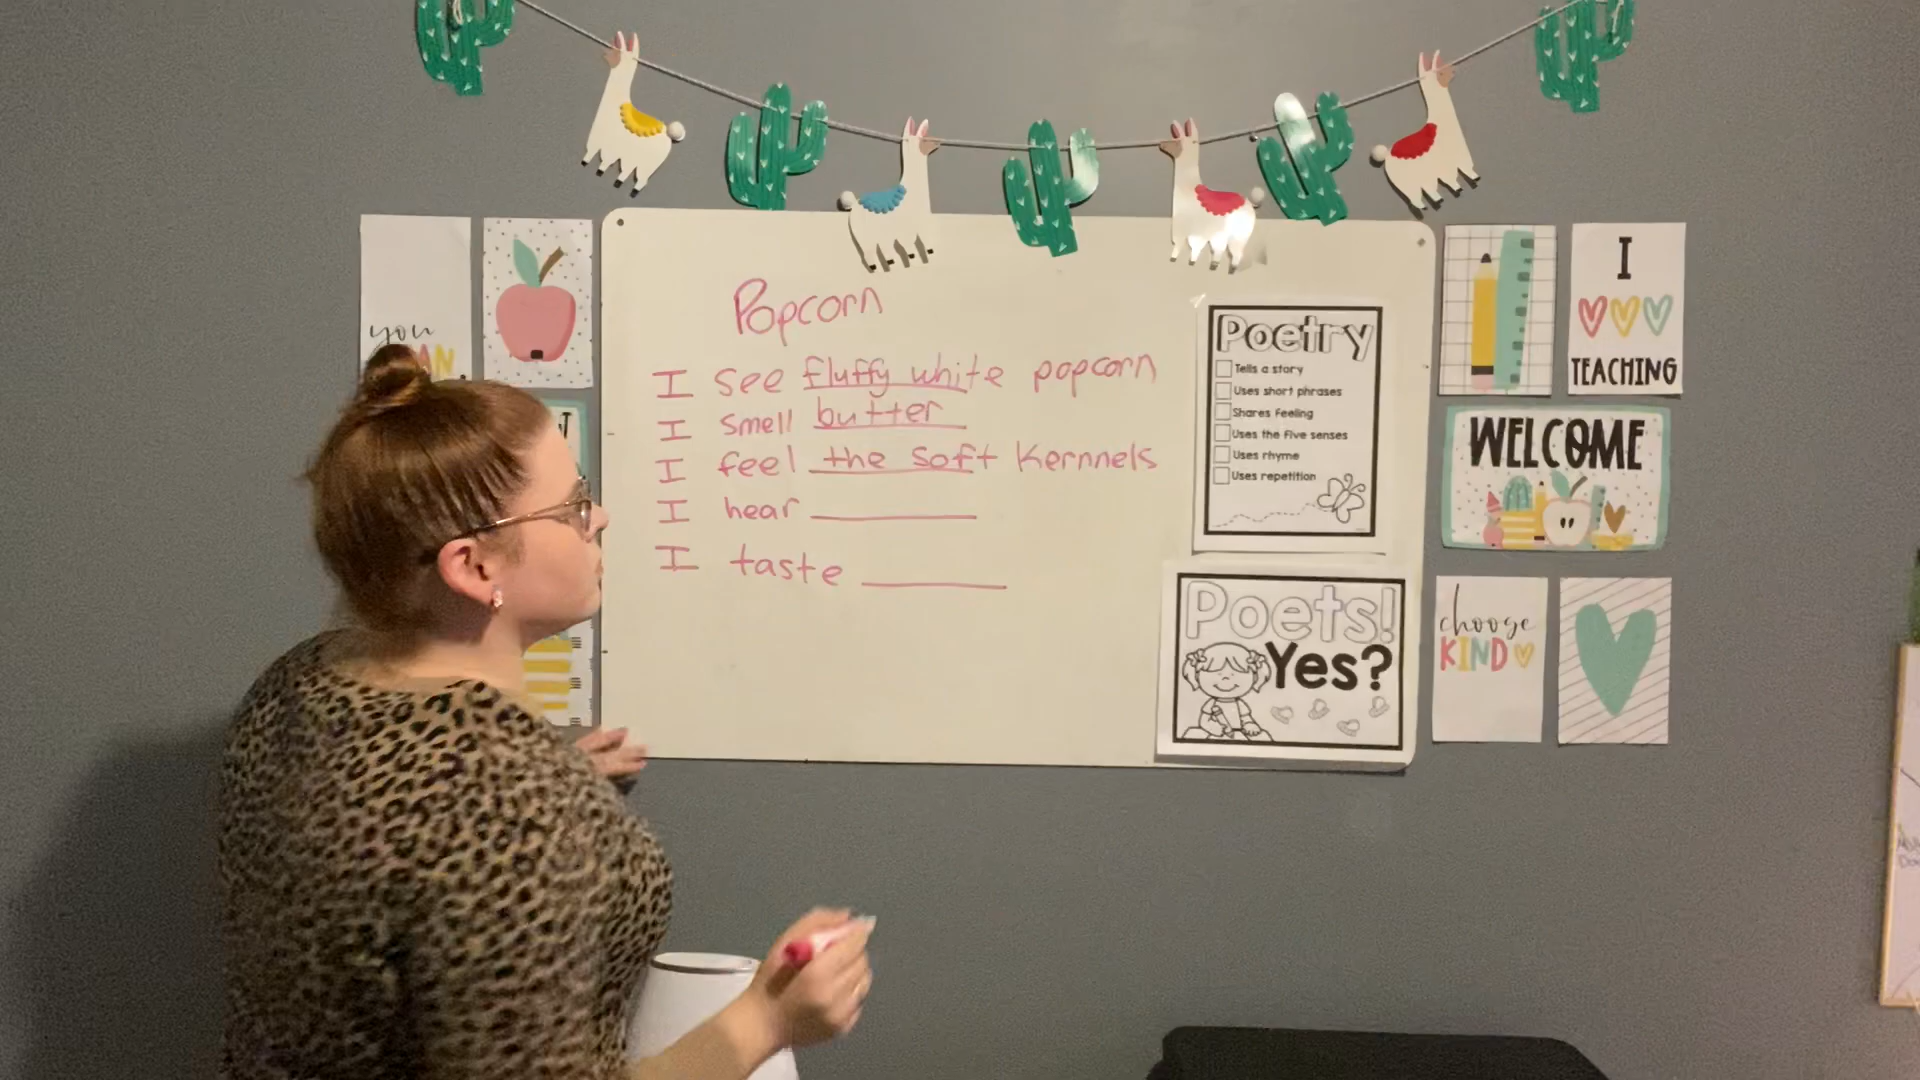 you
Popcorn
I see fluffy white popcorn
I smell butter
I feel the soft Kernnels
I hear
I taste
Poetry
Tells a story
Uses short phrases
Shares feeling
Uses the five senses
Uses rhyme
Uses repetition
Poets!
Yes?
I
TEACHING
WELCOME
choose
KIND